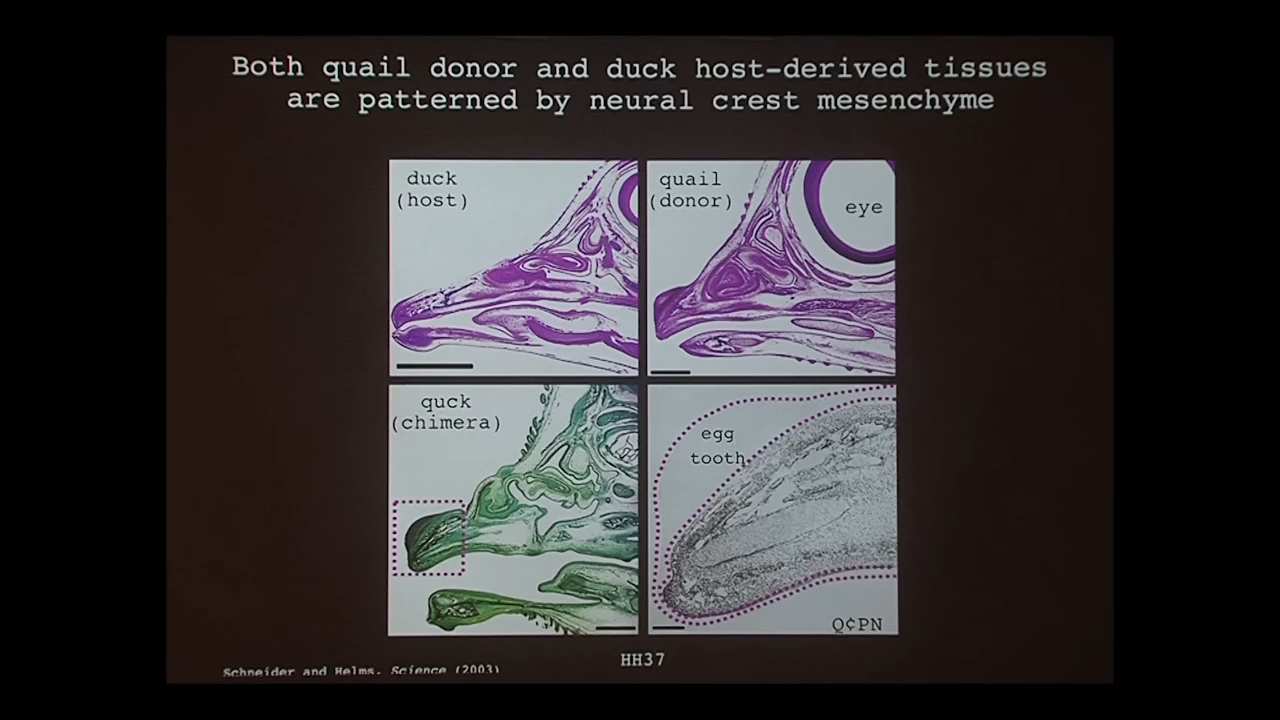 Both quail donor and duck host-derived tissues
are patterned by neural crest mesenchyme
duck
(host)
quail
(donor)
eye
quck
(chimera)
egg
tooth
Q¢PN
HH37
Schneider and Helms. Science (2003)